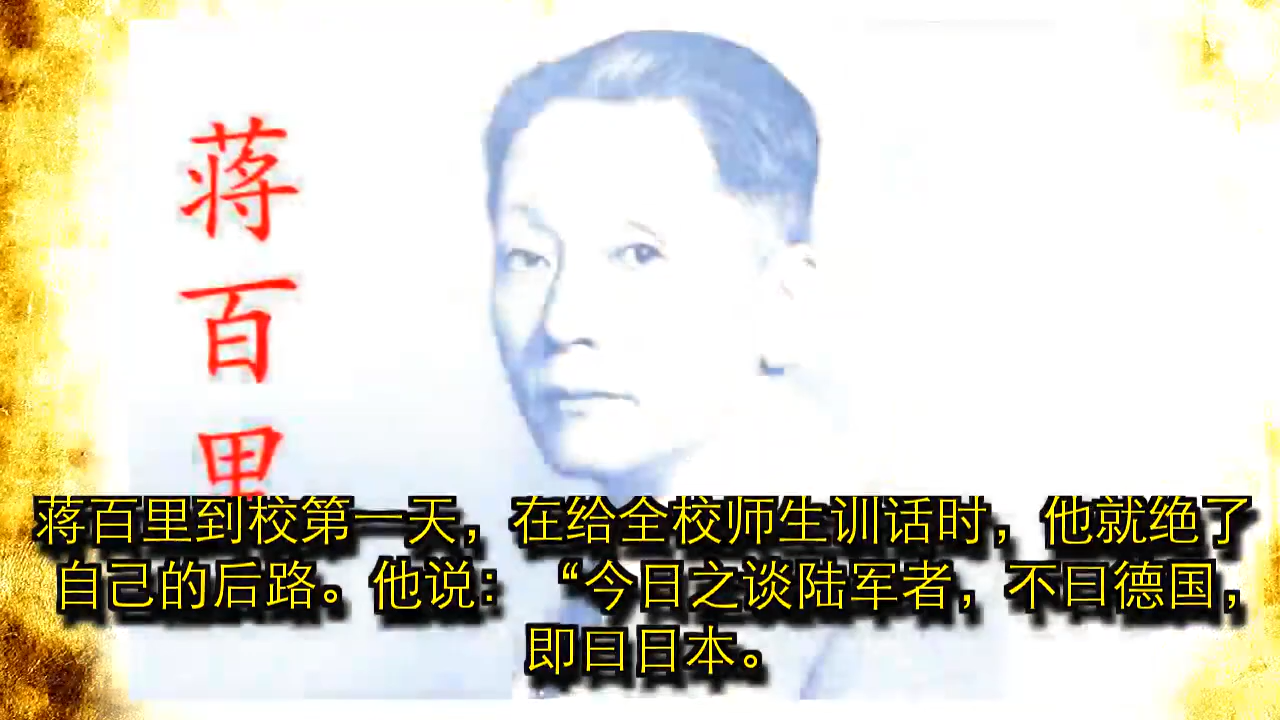 蒋百里
蒋百里到校第一天，在给全校师生训话时，他就绝了
自己的后路。他说：“今日之谈陆军者，不曰德国，
即曰日本。